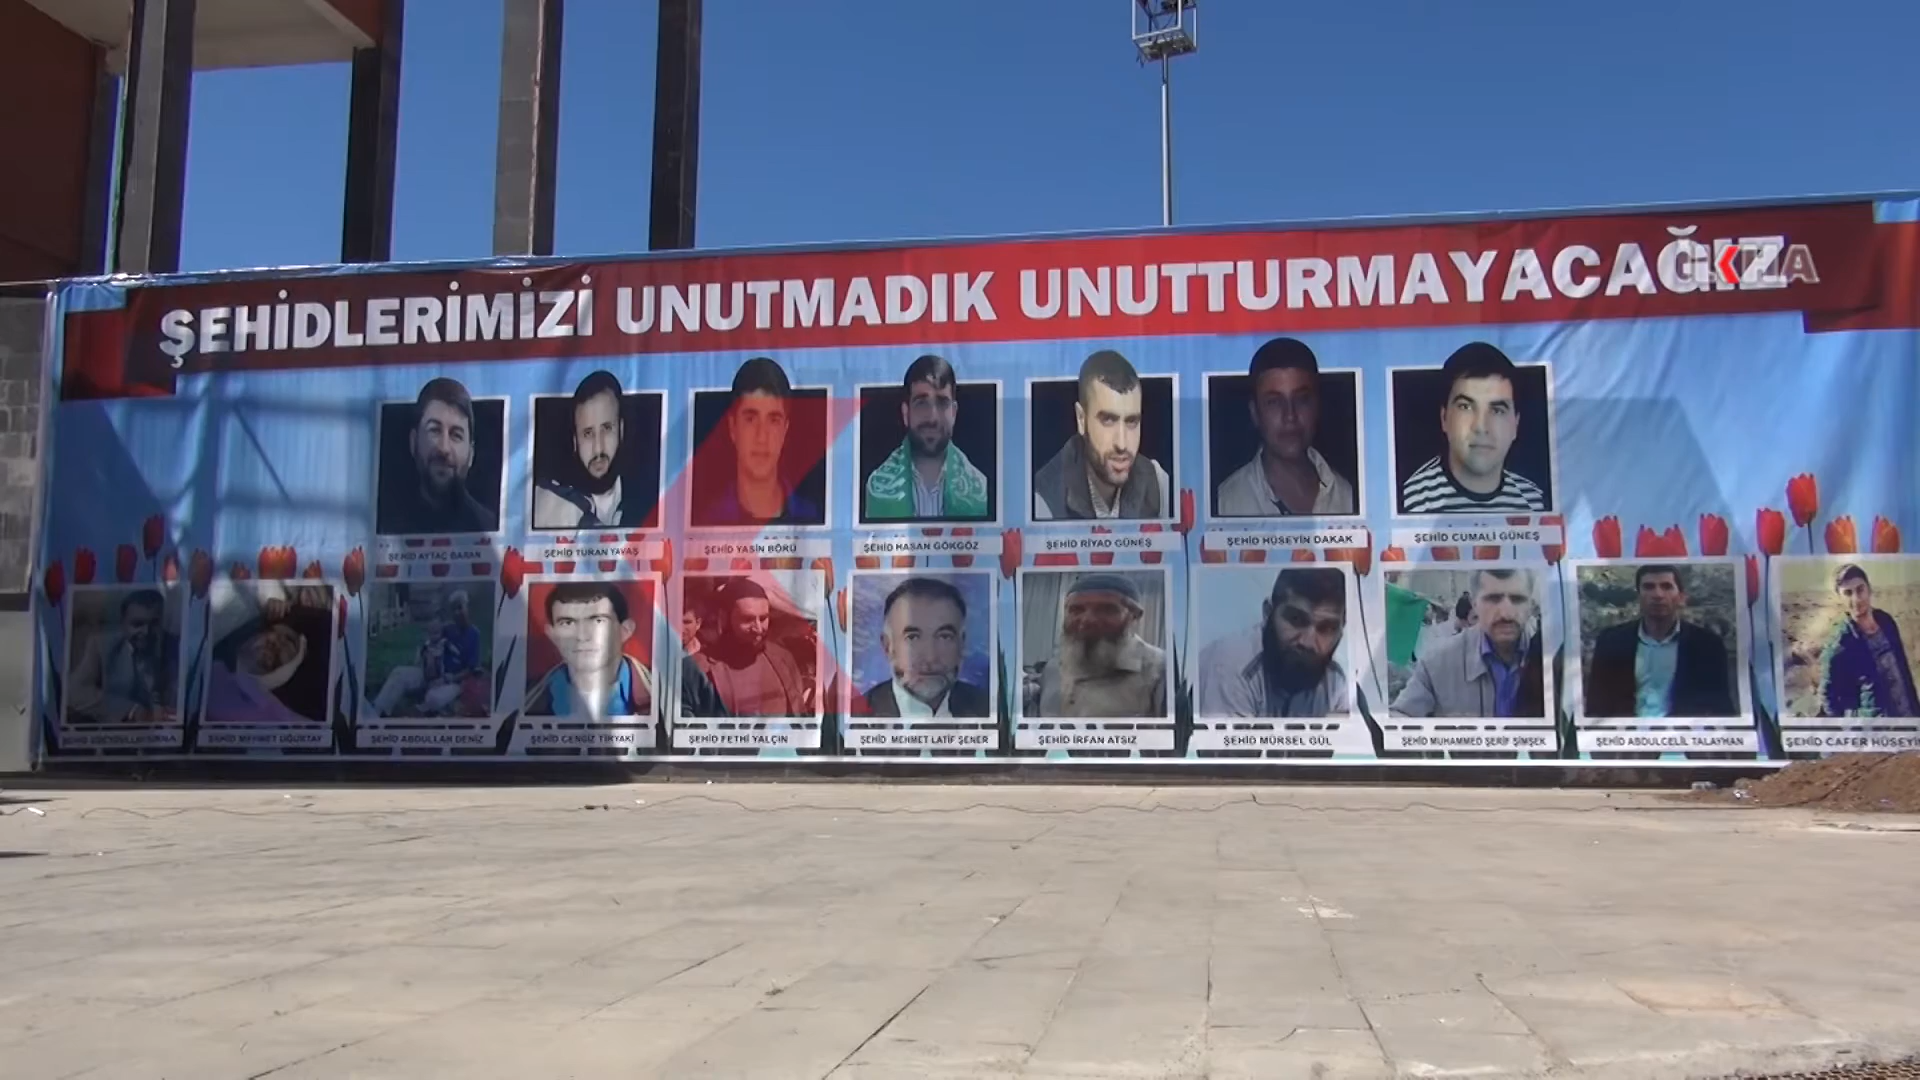 ŞEHİDLERİMİZİ UNUTMADIK UNUTTURMAYACAĞIZ
İLKHA
ŞEHİD AYTAÇ BARAN
ŞEHİD TURAN YAVAŞ
ŞEHİD YASİN BÖRÜ
ŞEHİD HASAN GÖKGÖZ
ŞEHİD RİYAD GÜNEŞ
ŞEHİD HÜSEYİN DAKAK
ŞEHİD CUMALİ GÜNEŞ
ŞEHİD
ŞEHİD MEHMET UĞURTAY
ŞEHİD ABDULLAH DENİZ
ŞEHİD CENGİZ TİRYAKİ
ŞEHİD FETHİ YALÇIN
ŞEHİD MEHMET LATİF ŞENER
ŞEHİD İRFAN ATSIZ
ŞEHİD MÜRSEL GÜL
ŞEHİD MUHAMMED ŞERİF ŞİMŞEK
ŞEHİD ABDULCELİL TALAYHAN
ŞEHİD CAFER HÜSEYİN